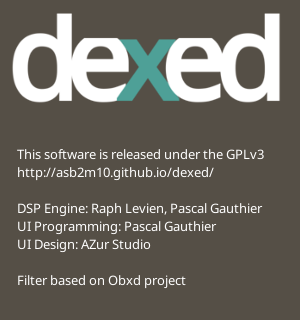 dexed
This software is released under the GPLv3
http://asb2m10.github.io/dexed/
DSP Engine: Raph Levien, Pascal Gauthier
UI Programming: Pascal Gauthier
UI Design: AZur Studio
Filter based on Obxd project